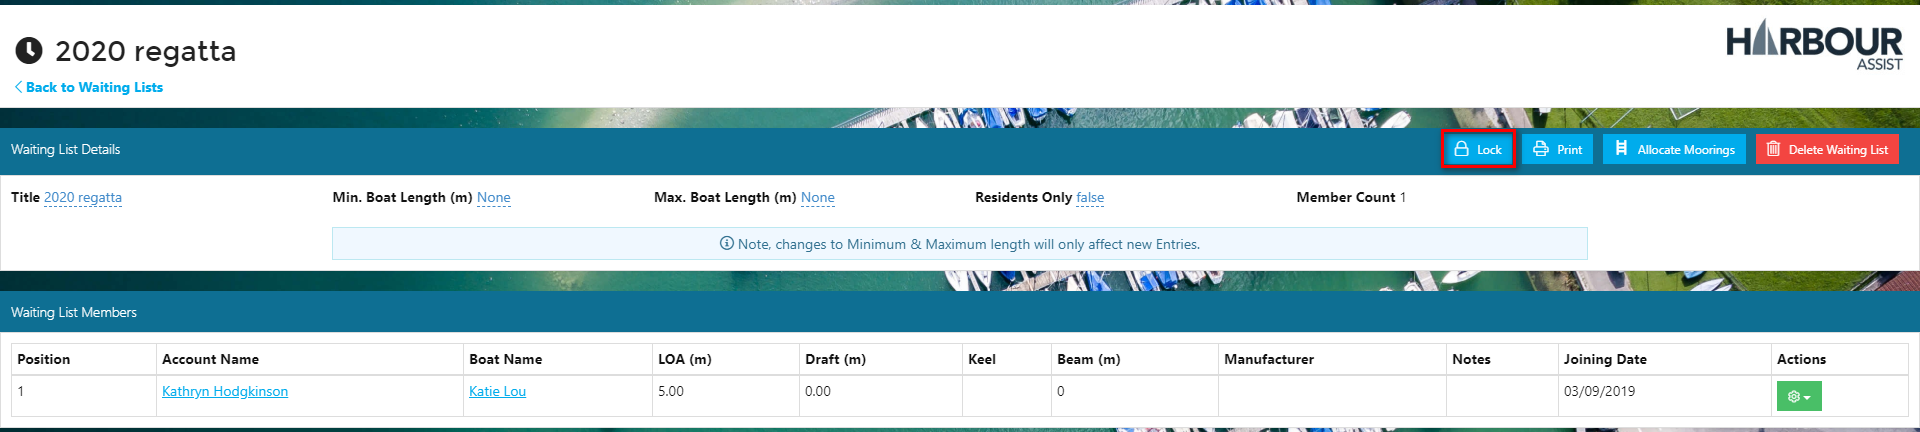 2020 regatta
HARBOUR
ASSIST
Back to Waiting Lists
Waiting List Details Lock Print Allocate Moorings Delete Waiting List
Title 2020 regatta Min. Boat Length (m) None Max. Boat Length (m) None Residents Only false Member Count 1
Note, changes to Minimum & Maximum length will only affect new Entries.
Waiting List Members
Position Account Name Boat Name LOA (m) Draft (m) Keel Beam (m) Manufacturer Notes Joining Date Actions
1 Kathryn Hodgkinson Katie Lou 5.00 0.00 0 03/09/2019